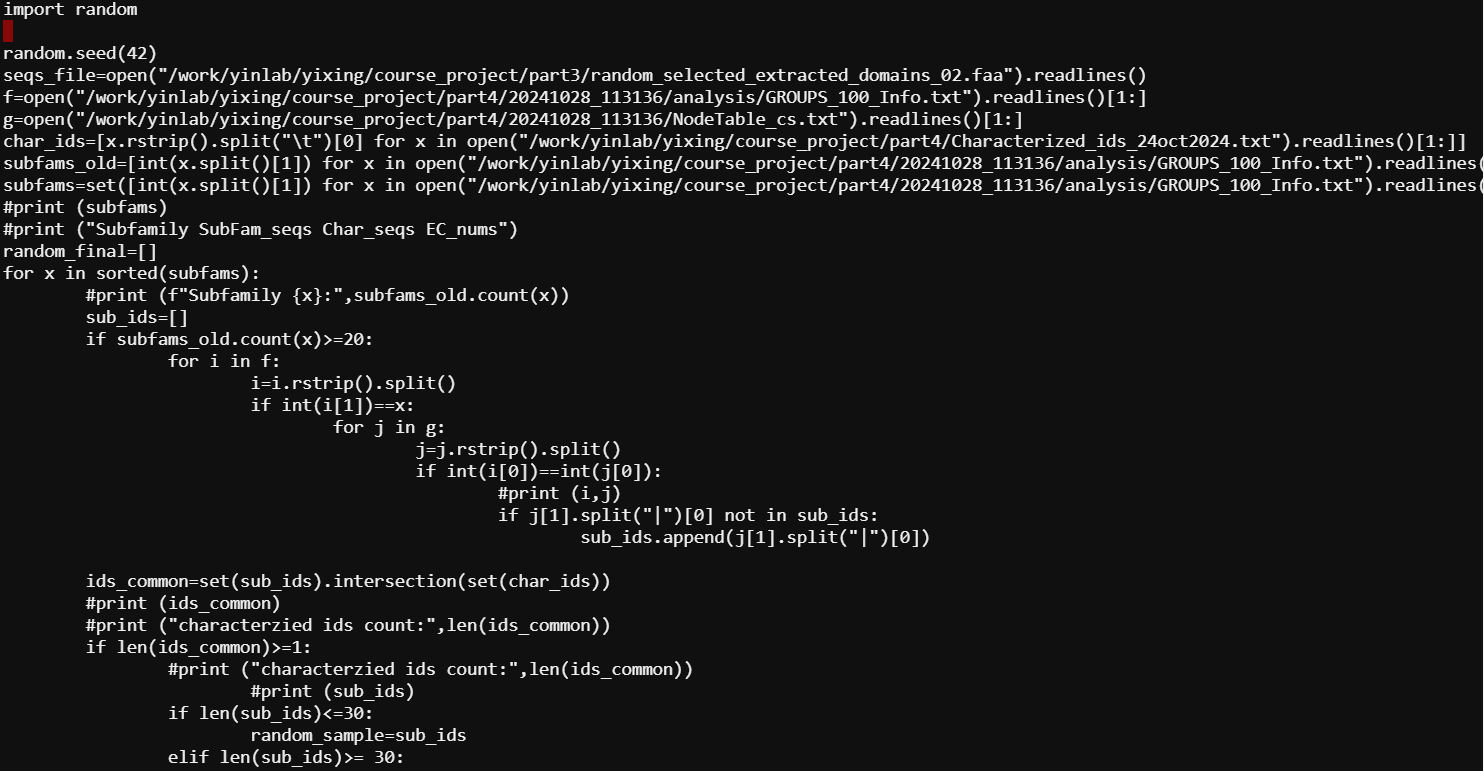 import random
random.seed(42)
seqs_file=open("/work/yinlab/yixing/course_project/part3/random_selected_extracted_domains_02.faa").readlines()
f=open("/work/yinlab/yixing/course_project/part4/20241028_113136/analysis/GROUPS_100_Info.txt").readlines()[1:]
g=open("/work/yinlab/yixing/course_project/part4/20241028_113136/NodeTable_cs.txt").readlines()[1:]
char_ids=[x.rstrip().split("\t")[0] for x in open("/work/yinlab/yixing/course_project/part4/Characterized_ids_24oct2024.txt").readlines()[1:]]
subfams_old=[int(x.split()[1]) for x in open("/work/yinlab/yixing/course_project/part4/20241028_113136/analysis/GROUPS_100_Info.txt").readlines(
subfams=set([int(x.split()[1]) for x in open("/work/yinlab/yixing/course_project/part4/20241028_113136/analysis/GROUPS_100_Info.txt").readlines(
#print (subfams)
#print ("Subfamily SubFam_seqs Char_seqs EC_nums")
random_final=[]
for x in sorted(subfams):
        #print (f"Subfamily {x}:",subfams_old.count(x))
        sub_ids=[]
        if subfams_old.count(x)>=20:
                for i in f:
                        i=i.rstrip().split()
                        if int(i[1])==x:
                                for j in g:
                                        j=j.rstrip().split()
                                        if int(i[0])==int(j[0]):
                                                #print (i,j)
                                                if j[1].split("|")[0] not in sub_ids:
                                                        sub_ids.append(j[1].split("|")[0])
        ids_common=set(sub_ids).intersection(set(char_ids))
        #print (ids_common)
        #print ("characterzied ids count:",len(ids_common))
        if len(ids_common)>=1:
                #print ("characterzied ids count:",len(ids_common))
                        #print (sub_ids)
                if len(sub_ids)<=30:
                        random_sample=sub_ids
                elif len(sub_ids)>= 30: